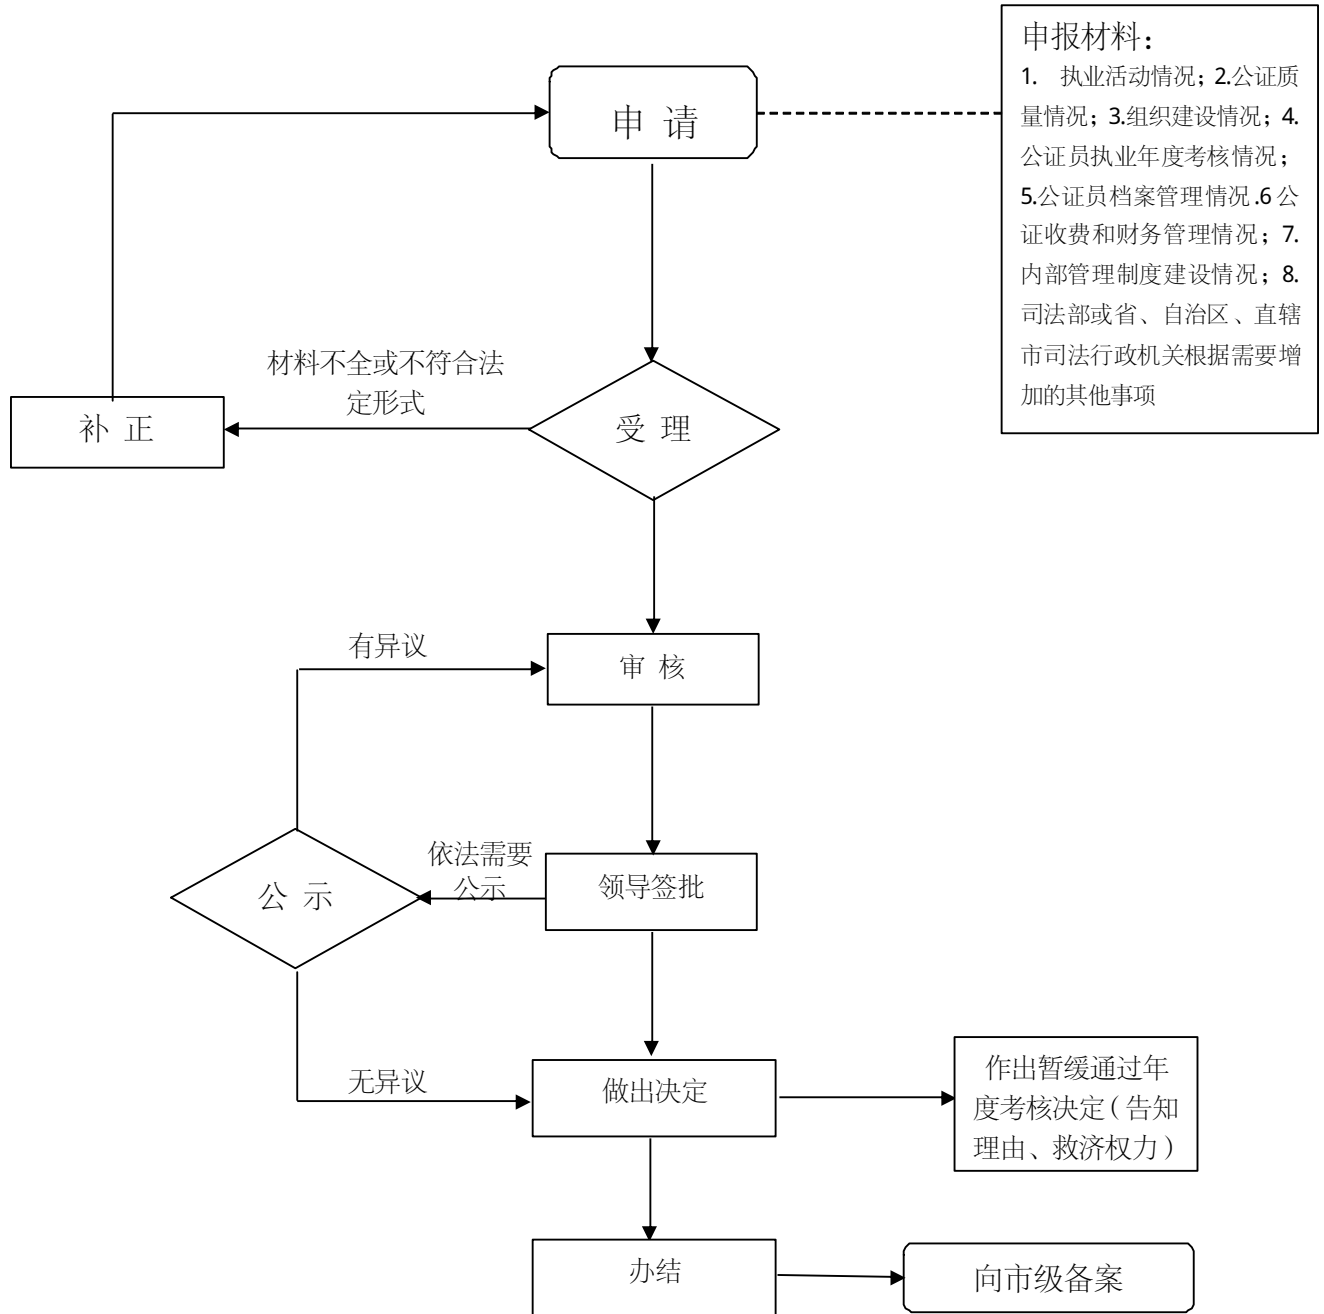 申报材料：
1. 执业活动情况；2.公证质
量情况；3.组织建设情况；4.
公证员执业年度考核情况；
5.公证员档案管理情况.6 公
证收费和财务管理情况；7.
内部管理制度建设情况；8.
司法部或省、自治区、直辖
市司法行政机关根据需要增
加的其他事项
申 请
材料不全或不符合法
定形式
补 正
受 理
有异议
审 核
依法需要
公示
领导签批
公 示
无异议
做出决定
作出暂缓通过年
度考核决定（告知
理由、救济权力）
办结
向市级备案